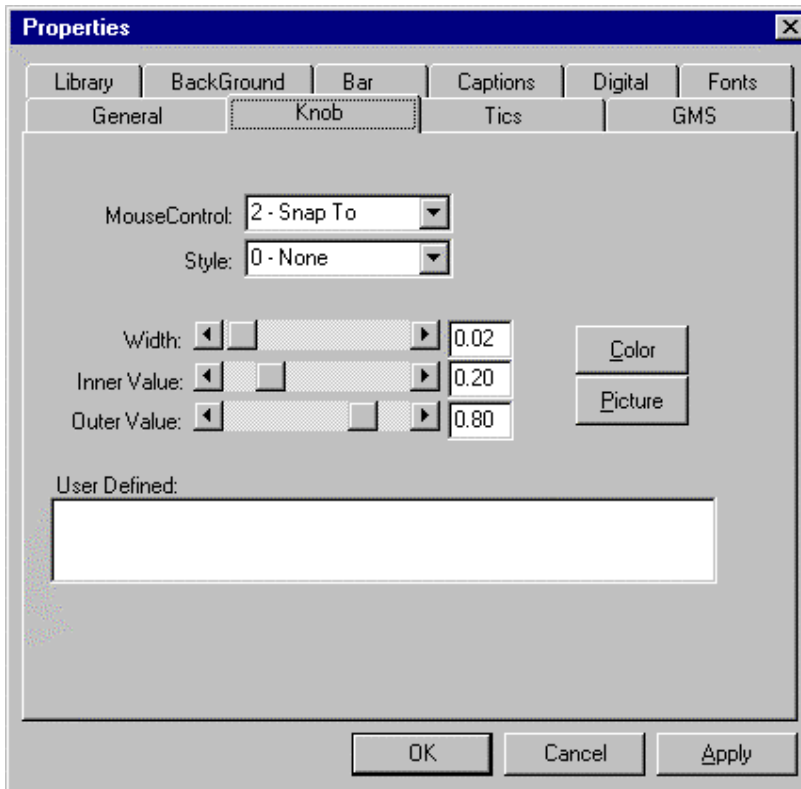 Properties
Library BackGround Bar Captions Digital Fonts
General Knob Tics GMS
MouseControl: 2 - Snap To
Style: 0 - None
Width: 0.02
Color
Inner Value: 0.20
Picture
Outer Value: 0.80
User Defined:
OK Cancel Apply